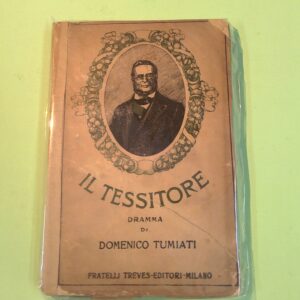 IL TESSITORE
DRAMMA
DI
DOMENICO TUMIATI
FRATELLI TREVES-EDITORI-MILANO